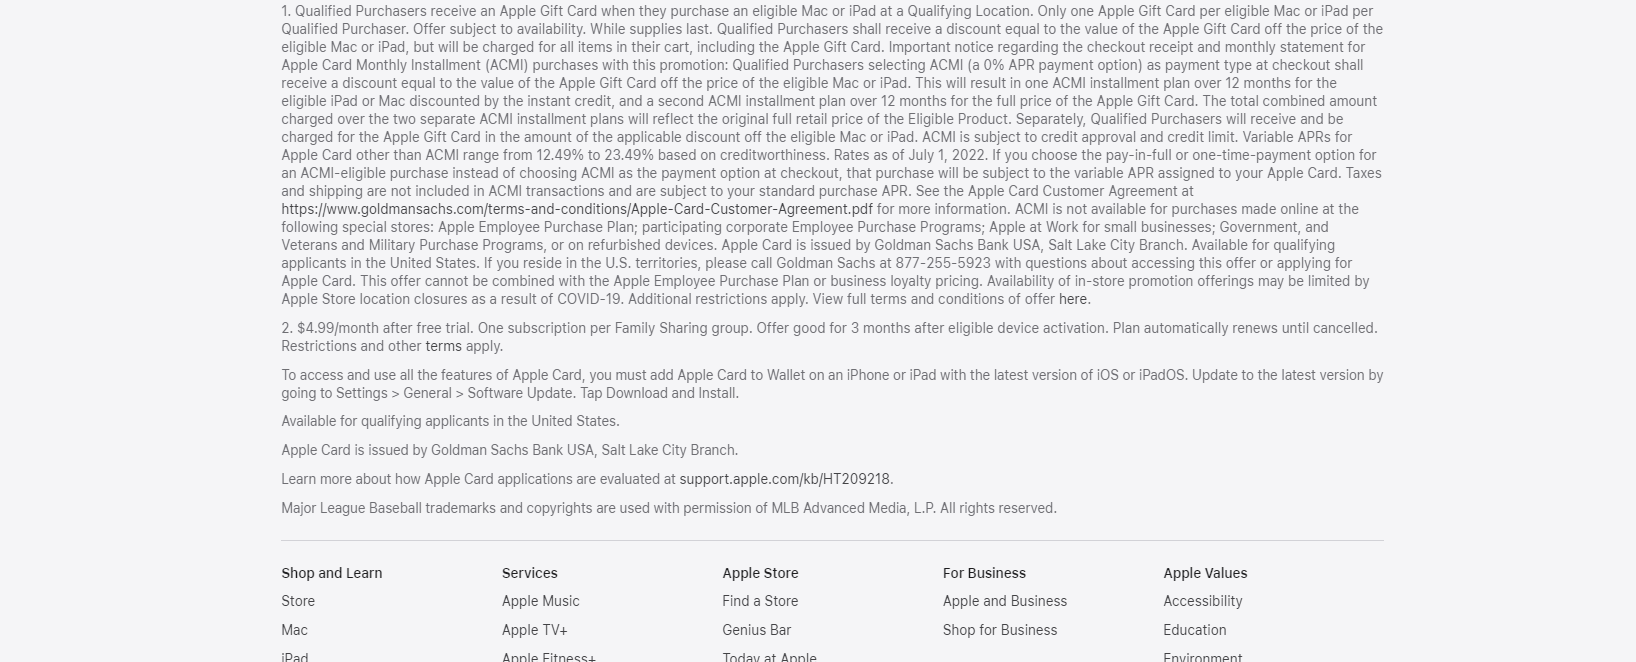 1. Qualified Purchasers receive an Apple Gift Card when they purchase an eligible Mac or iPad at a Qualifying Location. Only one Apple Gift Card per eligible Mac or iPad per
Qualified Purchaser. Offer subject to availability. While supplies last. Qualified Purchasers shall receive a discount equal to the value of the Apple Gift Card off the price of the
eligible Mac or iPad, but will be charged for all items in their cart, including the Apple Gift Card. Important notice regarding the checkout receipt and monthly statement for
Apple Card Monthly Installment (ACMI) purchases with this promotion: Qualified Purchasers selecting ACMI (a 0% APR payment option) as payment type at checkout shall
receive a discount equal to the value of the Apple Gift Card off the price of the eligible Mac or iPad. This will result in one ACMI installment plan over 12 months for the
eligible iPad or Mac discounted by the instant credit, and a second ACMI installment plan over 12 months for the full price of the Apple Gift Card. The total combined amount
charged over the two separate ACMI installment plans will reflect the original full retail price of the Eligible Product. Separately, Qualified Purchasers will receive and be
charged for the Apple Gift Card in the amount of the applicable discount off the eligible Mac or iPad. ACMI is subject to credit approval and credit limit. Variable APRs for
Apple Card other than ACMI range from 12.49% to 23.49% based on creditworthiness. Rates as of July 1, 2022. If you choose the pay-in-full or one-time-payment option for
an ACMI-eligible purchase instead of choosing ACMI as the payment option at checkout, that purchase will be subject to the variable APR assigned to your Apple Card. Taxes
and shipping are not included in ACMI transactions and are subject to your standard purchase APR. See the Apple Card Customer Agreement at
https://www.goldmansachs.com/terms-and-conditions/Apple-Card-Customer-Agreement.pdf for more information. ACMI is not available for purchases made online at the
following special stores: Apple Employee Purchase Plan; participating corporate Employee Purchase Programs; Apple at Work for small businesses; Government, and
Veterans and Military Purchase Programs, or on refurbished devices. Apple Card is issued by Goldman Sachs Bank USA, Salt Lake City Branch. Available for qualifying
applicants in the United States. If you reside in the U.S. territories, please call Goldman Sachs at 877-255-5923 with questions about accessing this offer or applying for
Apple Card. This offer cannot be combined with the Apple Employee Purchase Plan or business loyalty pricing. Availability of in-store promotion offerings may be limited by
Apple Store location closures as a result of COVID-19. Additional restrictions apply. View full terms and conditions of offer here.
2. $4.99/month after free trial. One subscription per Family Sharing group. Offer good for 3 months after eligible device activation. Plan automatically renews until cancelled.
Restrictions and other terms apply.
To access and use all the features of Apple Card, you must add Apple Card to Wallet on an iPhone or iPad with the latest version of iOS or iPadOS. Update to the latest version by
going to Settings > General > Software Update. Tap Download and Install.
Available for qualifying applicants in the United States.
Apple Card is issued by Goldman Sachs Bank USA, Salt Lake City Branch.
Learn more about how Apple Card applications are evaluated at support.apple.com/kb/HT209218.
Major League Baseball trademarks and copyrights are used with permission of MLB Advanced Media, L.P. All rights reserved.
Shop and Learn Services Apple Store For Business Apple Values
Store Apple Music Find a Store Apple and Business Accessibility
Mac Apple TV+ Genius Bar Shop for Business Education
iPad Apple Fitness+ Today at Apple Environment